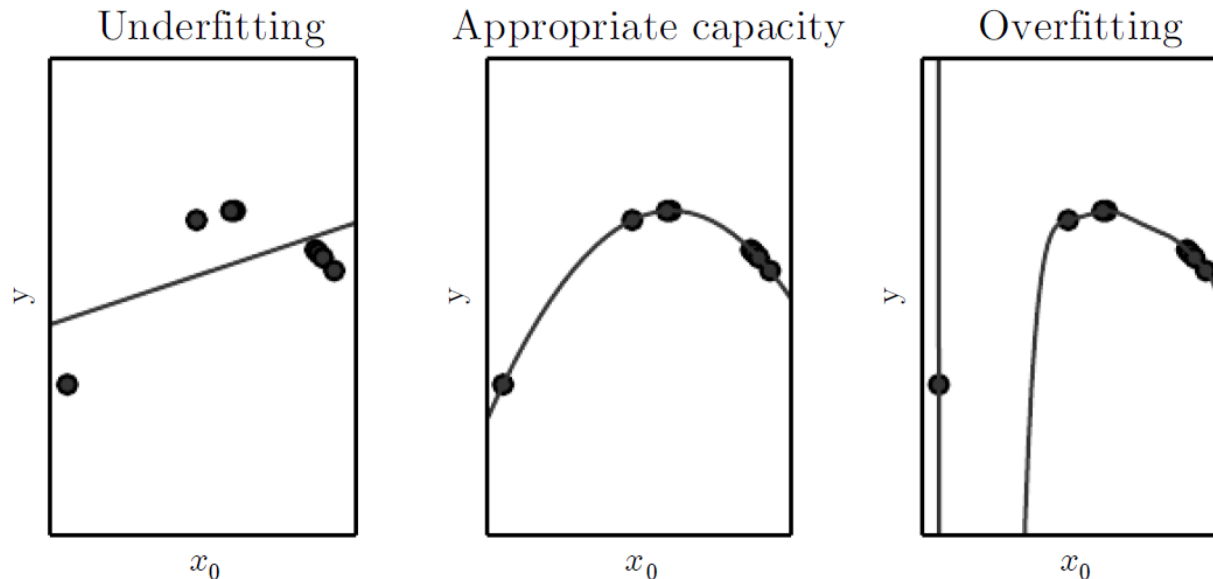 Underfitting
Appropriate capacity
Overfitting
y
y
y
x₀
x₀
x₀